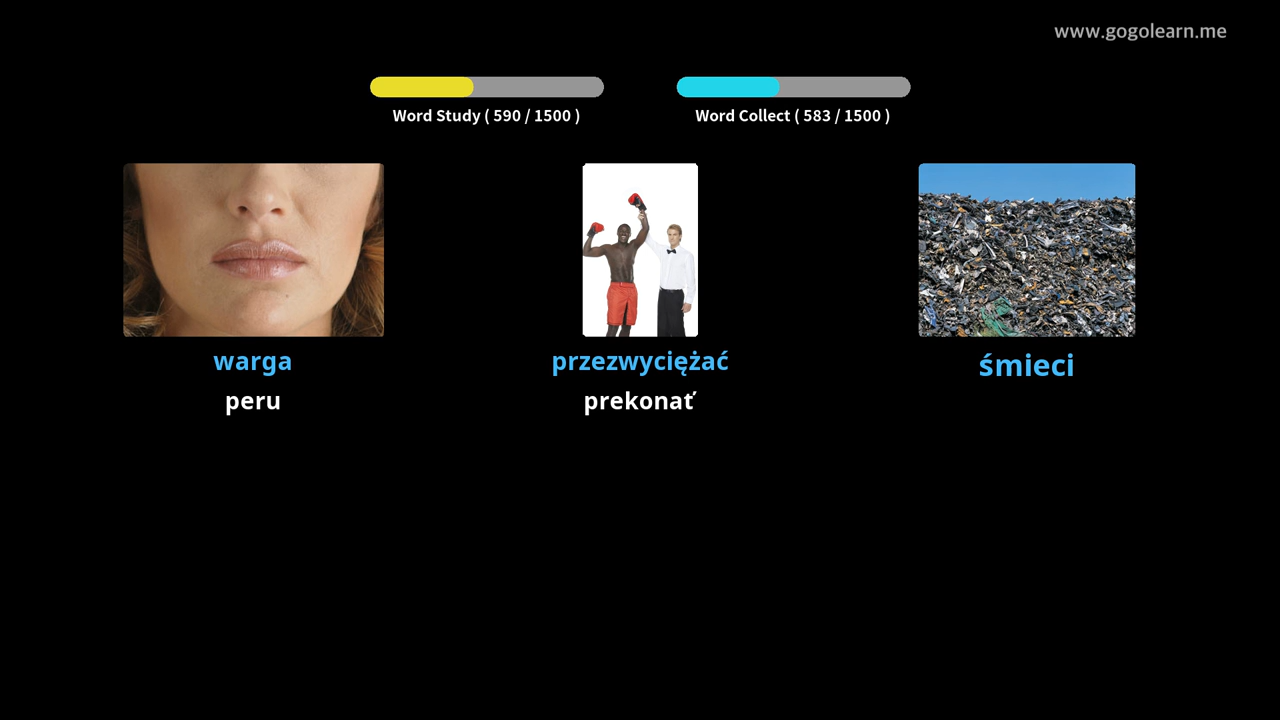 www.gogolearn.me
Word Study ( 590 / 1500 )
Word Collect ( 583 / 1500 )
warga
przezwyciężać
śmieci
peru
prekonať